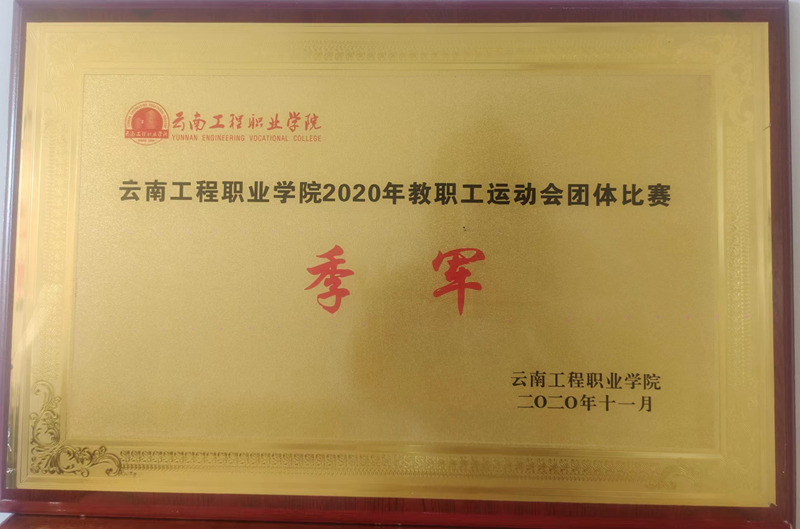 云南工程职业学院
YUNNAN ENGINEERING VOCATIONAL COLLEGE
云南工程职业学院2020年教职工运动会团体比赛
季军
云南工程职业学院
二〇二〇年十一月